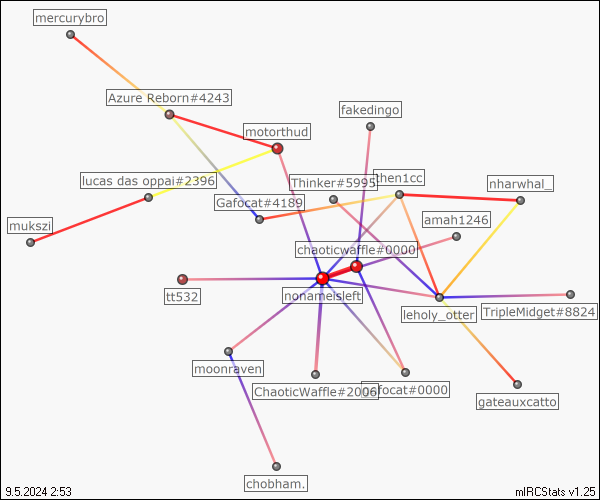 mercurybro
Azure Reborn#4243
fakedingo
motorthud
lucas das oppai#2396
Thinker#5995
then1cc
nharwhal_
Gafocat#4189
mukszi
amah1246
chaoticwaffle#0000
tt532
nonameisleft
leholy_otter
TripleMidget#8824
moonraven
ChaoticWaffle#2006
gafocat#0000
gateauxcatto
chobham.
9.5.2024 2:53
mIRCStats v1.25